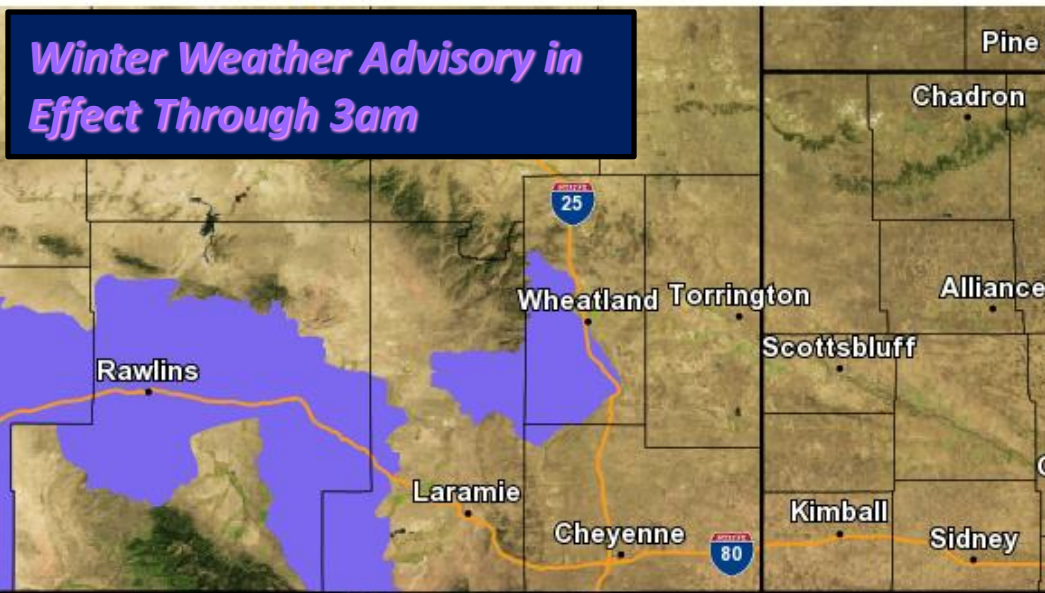 Winter Weather Advisory in
Effect Through 3am
Pine
Chadron
25
Wheatland
Torrington
Alliance
Scottsbluff
Rawlins
Laramie
Kimball
Cheyenne
80
Sidney